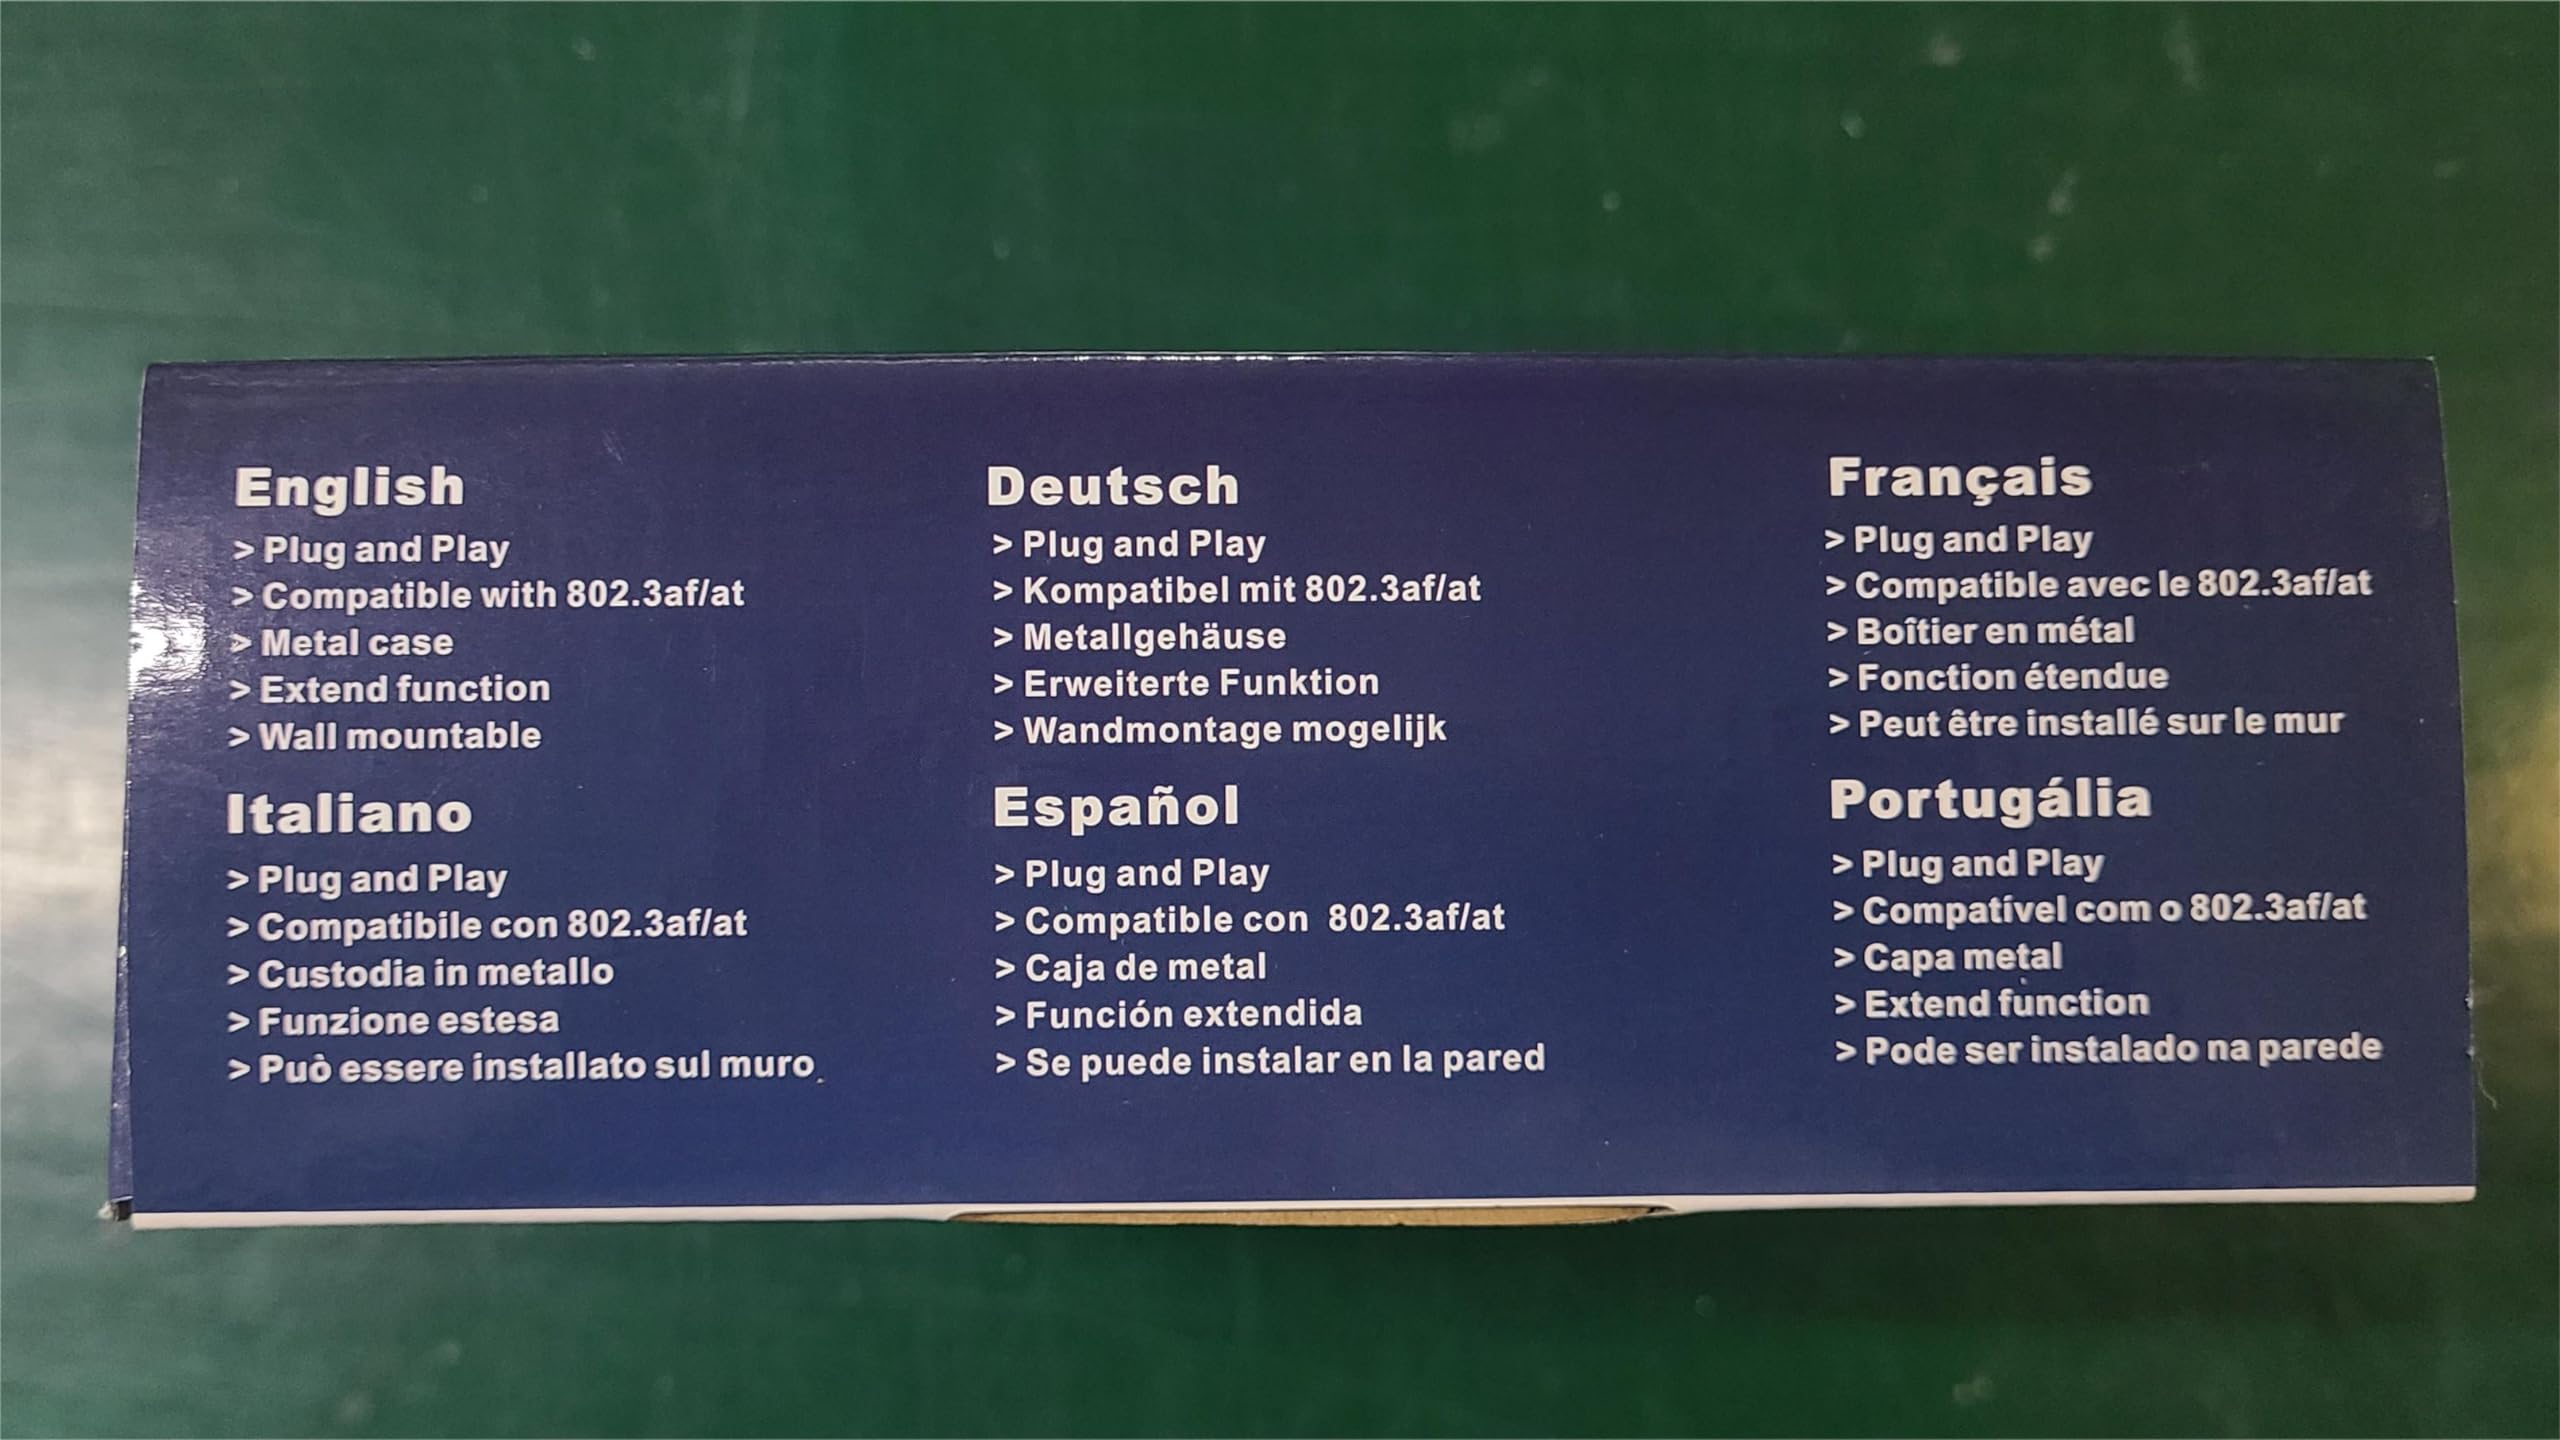 English
> Plug and Play
> Compatible with 802.3af/at
> Metal case
> Extend function
> Wall mountable
Deutsch
> Plug and Play
> Kompatibel mit 802.3af/at
> Metallgehäuse
> Erweiterte Funktion
> Wandmontage mogelijk
Français
> Plug and Play
> Compatible avec le 802.3af/at
> Boîtier en métal
> Fonction étendue
> Peut être installé sur le mur
Italiano
> Plug and Play
> Compatibile con 802.3af/at
> Custodia in metallo
> Funzione estesa
> Può essere installato sul muro
Español
> Plug and Play
> Compatible con 802.3af/at
> Caja de metal
> Función extendida
> Se puede instalar en la pared
Portugália
> Plug and Play
> Compatível com o 802.3af/at
> Capa metal
> Extend function
> Pode ser instalado na parede